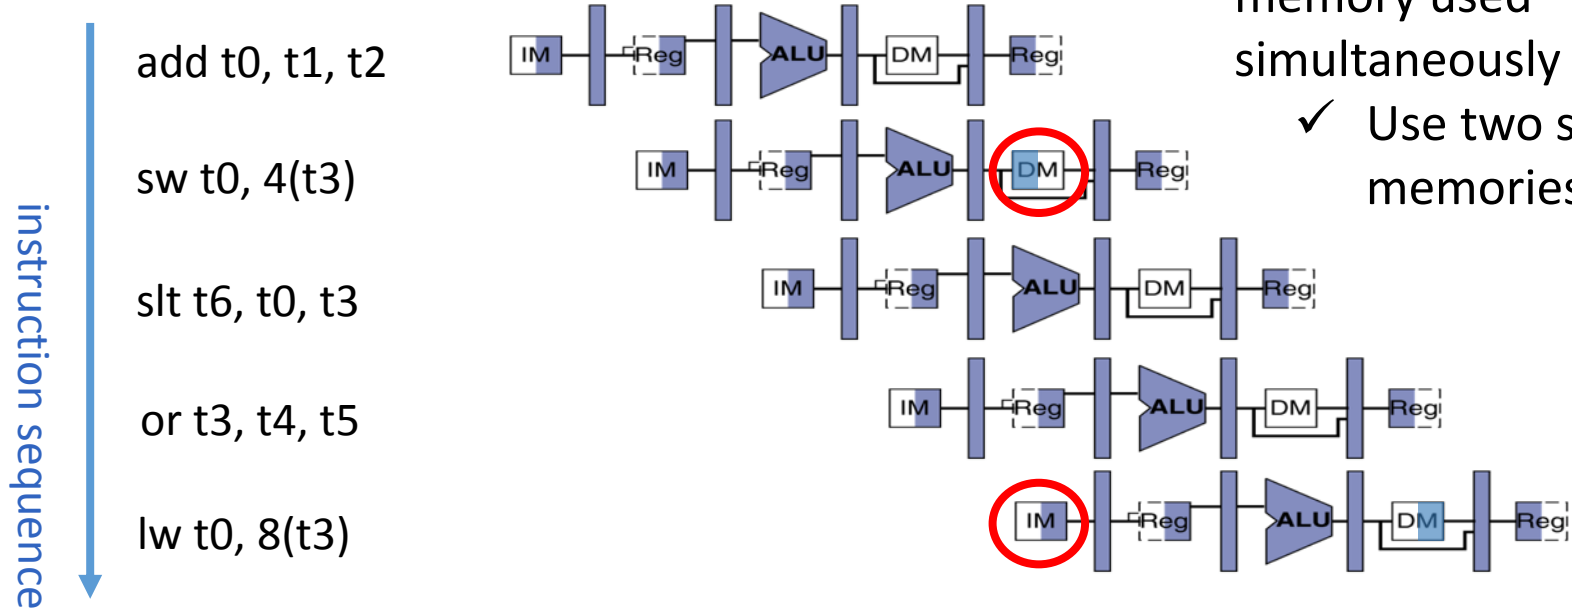 memory used
simultaneously
✓ Use two s
memories
instruction sequence
add t0, t1, t2
IM Reg ALU DM Reg
sw t0, 4(t3)
IM Reg ALU DM Reg
slt t6, t0, t3
IM Reg ALU DM Reg
or t3, t4, t5
IM Reg ALU DM Reg
lw t0, 8(t3)
IM Reg ALU DM Reg